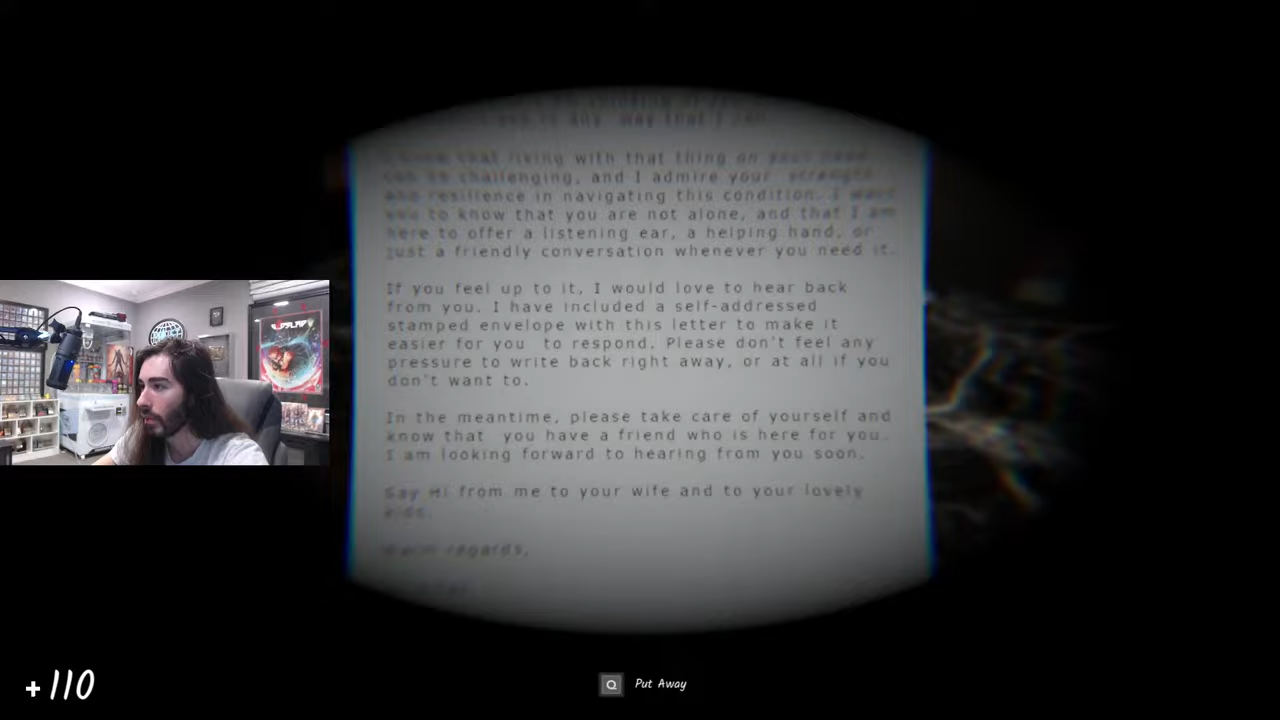 any way that I can
I know that living with that thing on your head
can be challenging, and I admire your strength
and resilience in navigating this condition. I want
you to know that you are not alone, and that I am
here to offer a listening ear, a helping hand, or
just a friendly conversation whenever you need it.
If you feel up to it, I would love to hear back
from you. I have included a self-addressed
stamped envelope with this letter to make it
easier for you to respond. Please don't feel any
pressure to write back right away, or at all if you
don't want to.
In the meantime, please take care of yourself and
know that you have a friend who is here for you.
I am looking forward to hearing from you soon.
Say Hi from me to your wife and to your lovely
kids.
Warm regards,
+ 110
Q Put Away